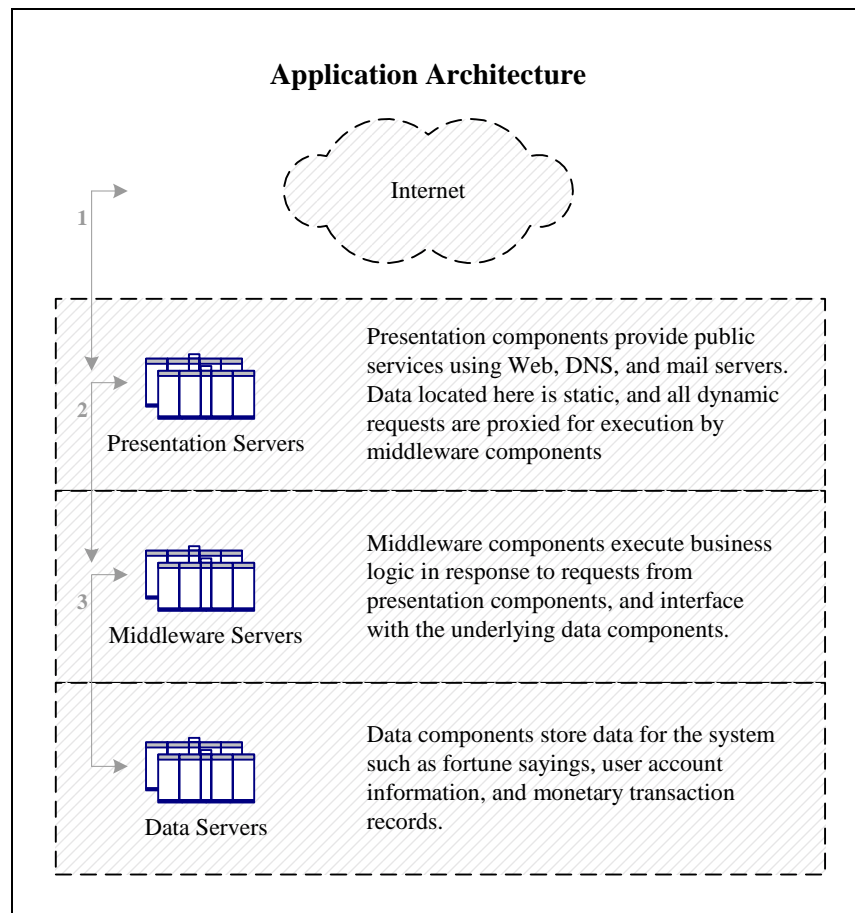 Application Architecture
Internet
1
Presentation components provide public
services using Web, DNS, and mail servers.
Data located here is static, and all dynamic
requests are proxied for execution by
middleware components
2
Presentation Servers
Middleware components execute business
logic in response to requests from
presentation components, and interface
with the underlying data components.
3
Middleware Servers
Data components store data for the system
such as fortune sayings, user account
information, and monetary transaction
records.
Data Servers